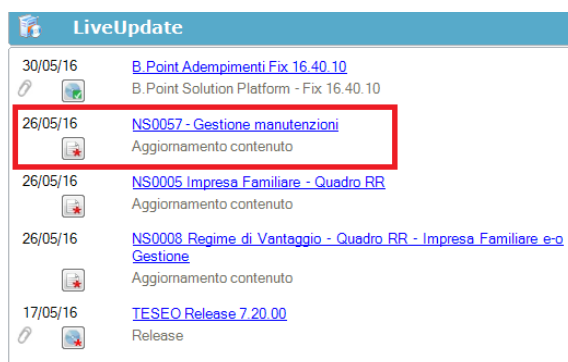 LiveUpdate
30/05/16 B.Point Adempimenti Fix 16.40.10
B.Point Solution Platform - Fix 16.40.10
26/05/16 NS0057 - Gestione manutenzioni
Aggiornamento contenuto
26/05/16 NS0005 Impresa Familiare - Quadro RR
Aggiornamento contenuto
26/05/16 NS0008 Regime di Vantaggio - Quadro RR - Impresa Familiare e-o
Gestione
Aggiornamento contenuto
17/05/16 TESEO Release 7.20.00
Release